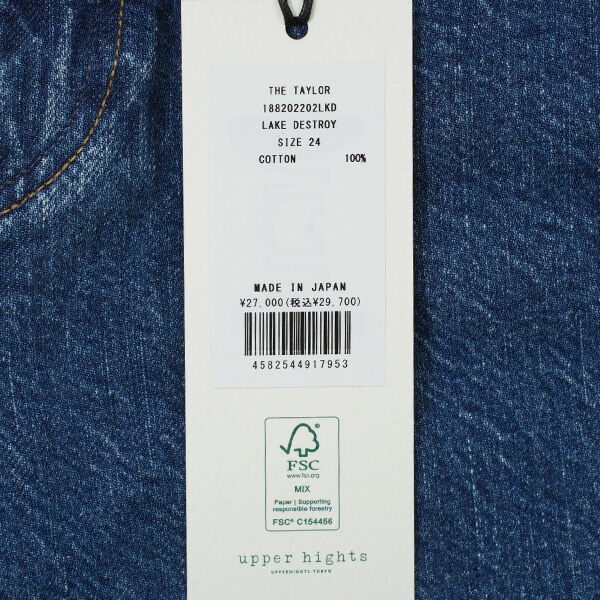 THE TAYLOR
188202202LKD
LAKE DESTROY
SIZE 24
COTTON 100%
MADE IN JAPAN
¥27,000(税込¥29,700)
4582544917953
FSC
www.fsc.org
MIX
Paper | Supporting
responsible forestry
FSC® C154456
upper hights
UPPERHIGHTS.TOKYO